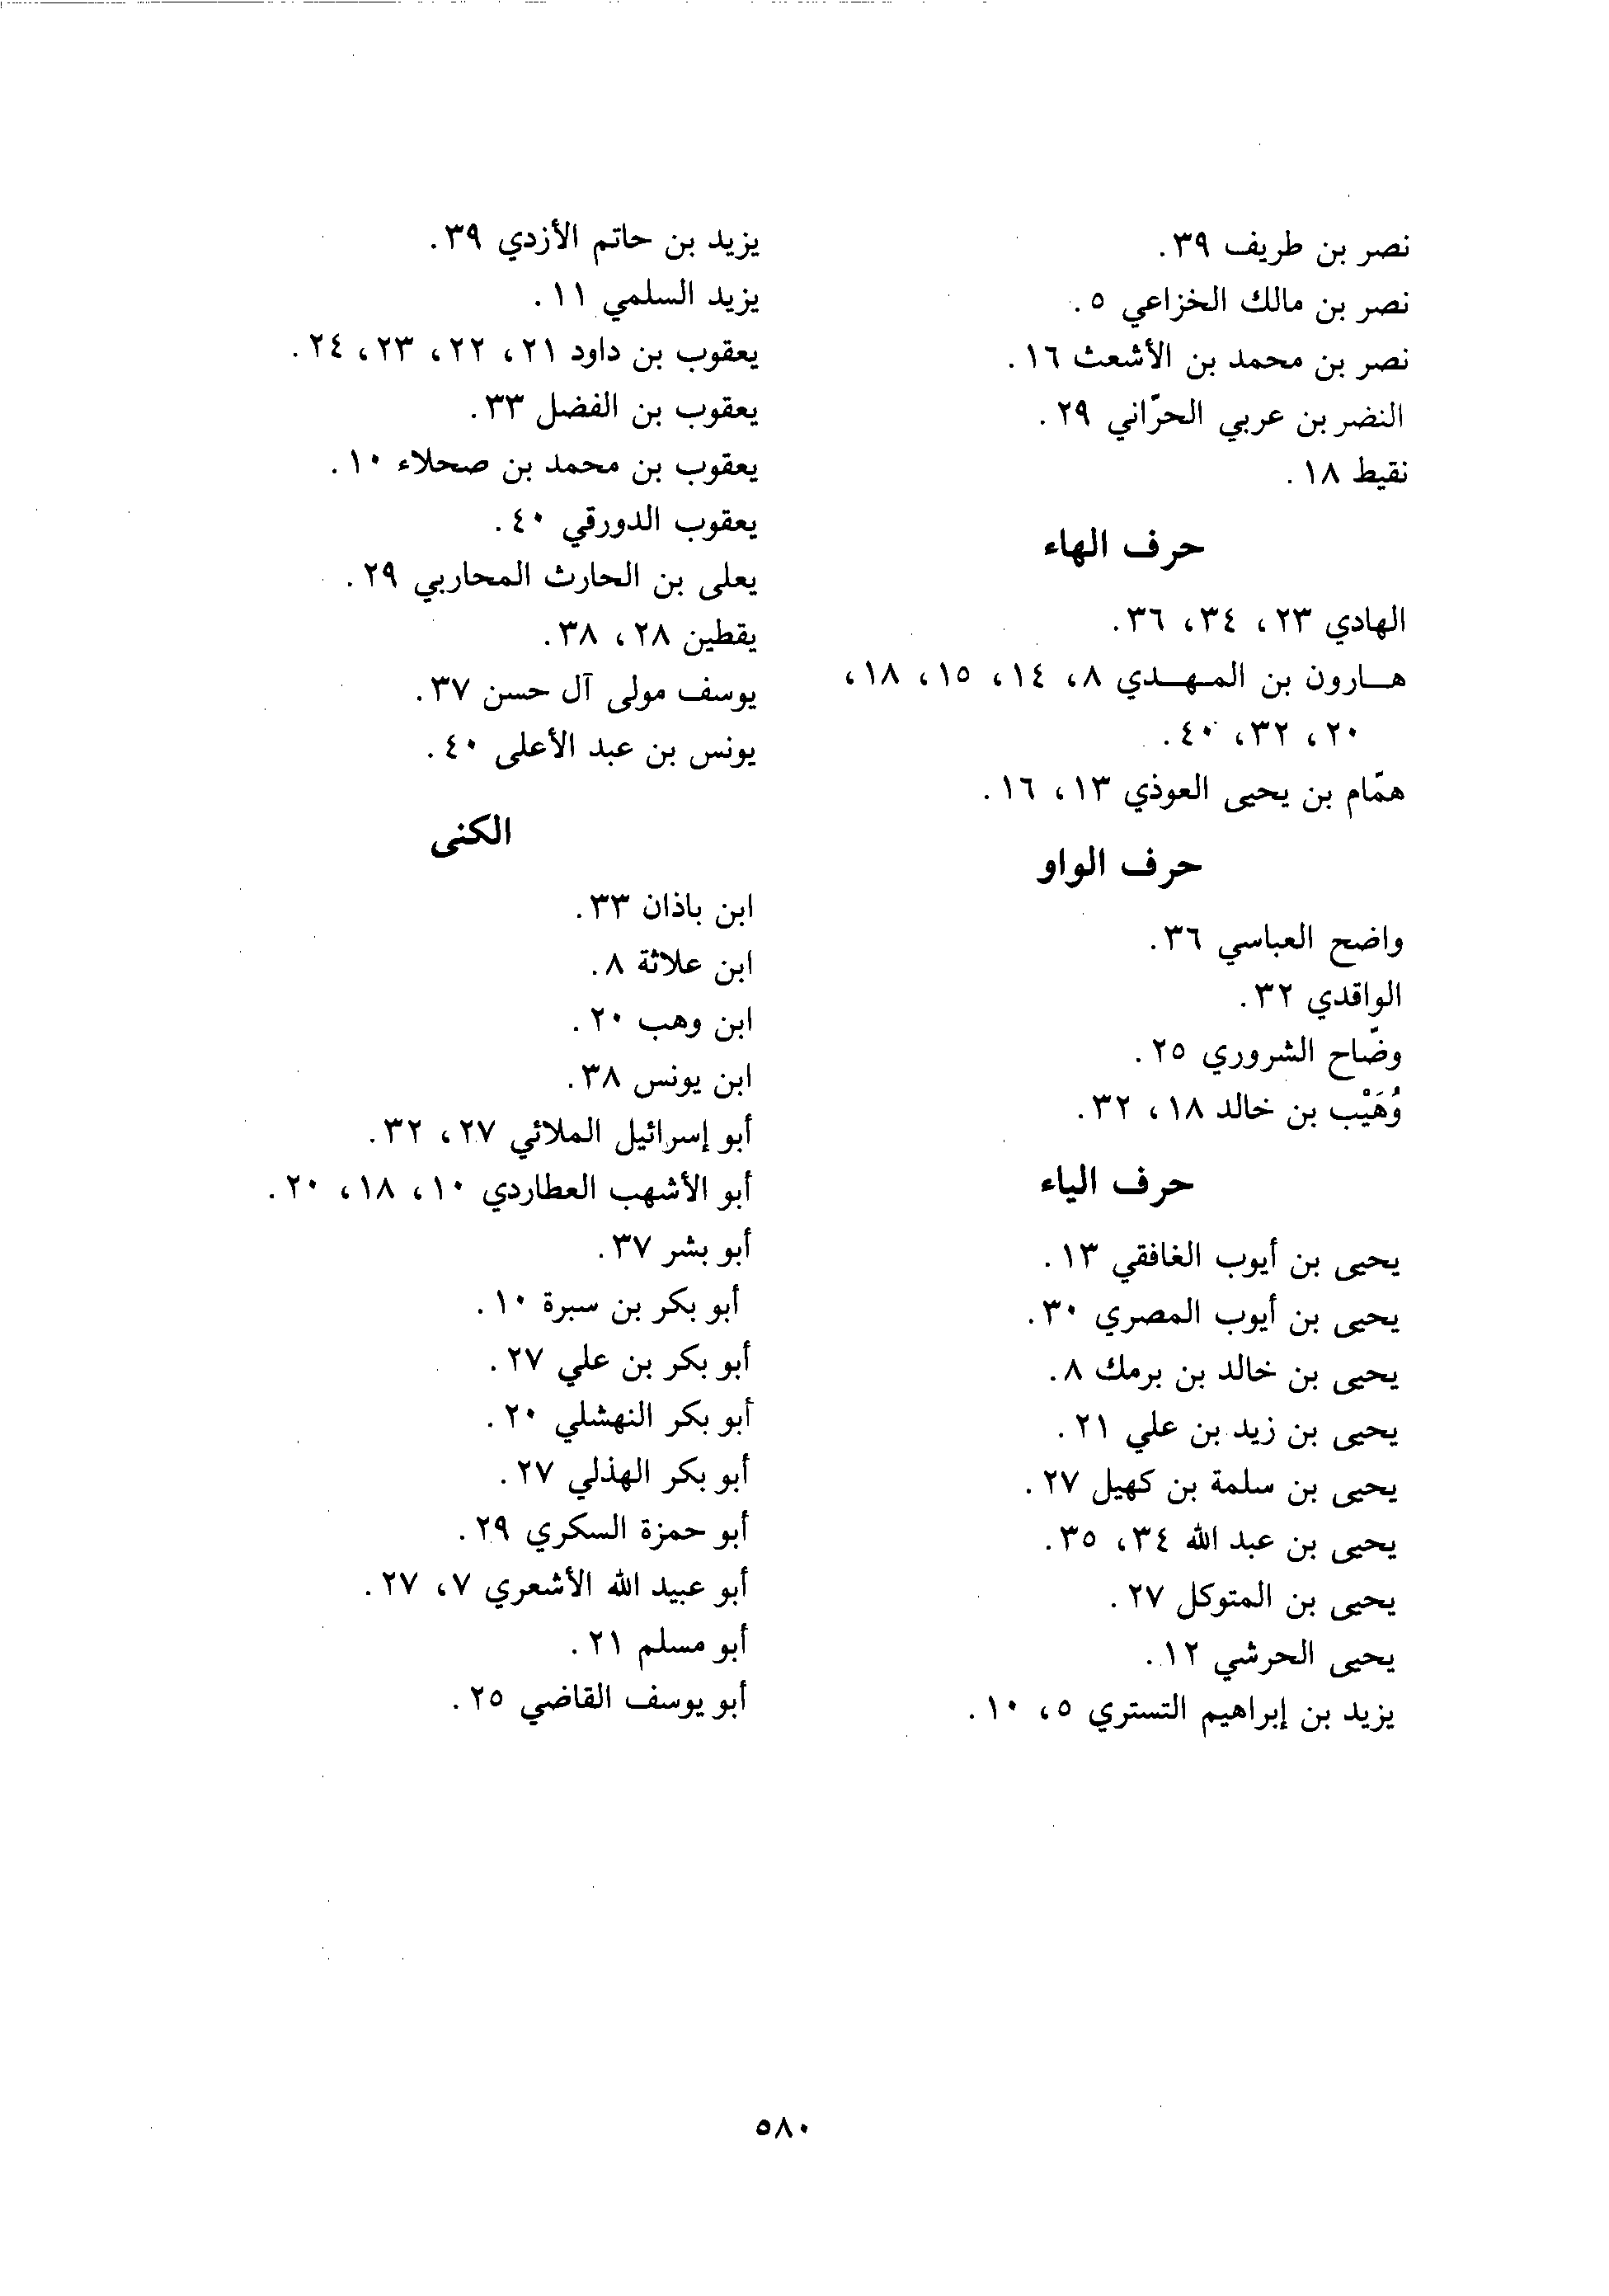 نصر بن طريف ٣٩.
نصر بن مالك الخزاعي ٥.
نصر بن محمد بن الأشعث ١٦.
النضر بن عربي الحرّاني ٢٩.
نقيط ١٨.
حرف الهاء
الهادي ٢٣، ٣٤، ٣٦.
هـارون بن المـهـدي ٨، ١٤، ١٥، ١٨،
٢٠، ٣٢، ٤٠.
همّام بن يحيى العوذي ١٣، ١٦.
حرف الواو
واضح العباسي ٣٦.
الواقدي ٣٢.
وضّاح الشروري ٢٥.
وُهَيْب بن خالد ١٨، ٣٢.
حرف الياء
يحيى بن أيوب الغافقي ١٣.
يحيى بن أيوب المصري ٣٠.
يحيى بن خالد بن برمك ٨.
يحيى بن زيد بن علي ٢١.
يحيى بن سلمة بن كهيل ٢٧.
يحيى بن عبد الله ٣٤، ٣٥.
يحيى بن المتوكل ٢٧.
يحيى الحرشي ١٢.
يزيد بن إبراهيم التستري ٥، ١٠.
يزيد بن حاتم الأزدي ٣٩.
يزيد السلمي ١١.
يعقوب بن داود ٢١، ٢٢، ٢٣، ٢٤.
يعقوب بن الفضل ٣٣.
يعقوب بن محمد بن صحلاء ١٠.
يعقوب الدورقي ٤٠.
يعلى بن الحارث المحاربي ٢٩.
يقطين ٢٨، ٣٨.
يوسف مولى آل حسن ٣٧.
يونس بن عبد الأعلى ٤٠.
الكنى
ابن باذان ٣٣.
ابن علاثة ٨.
ابن وهب ٢٠.
ابن يونس ٣٨.
أبو إسرائيل الملائي ٢٧، ٣٢.
أبو الأشهب العطاردي ١٠، ١٨، ٢٠.
أبو بشر ٣٧.
أبو بكر بن سبرة ١٠.
أبو بكر بن علي ٢٧.
أبو بكر النهشلي ٢٠.
أبو بكر الهذلي ٢٧.
أبو حمزة السكري ٢٩.
أبو عبيد الله الأشعري ٧، ٢٧.
أبو مسلم ٢١.
أبو يوسف القاضي ٢٥.
٥٨٠